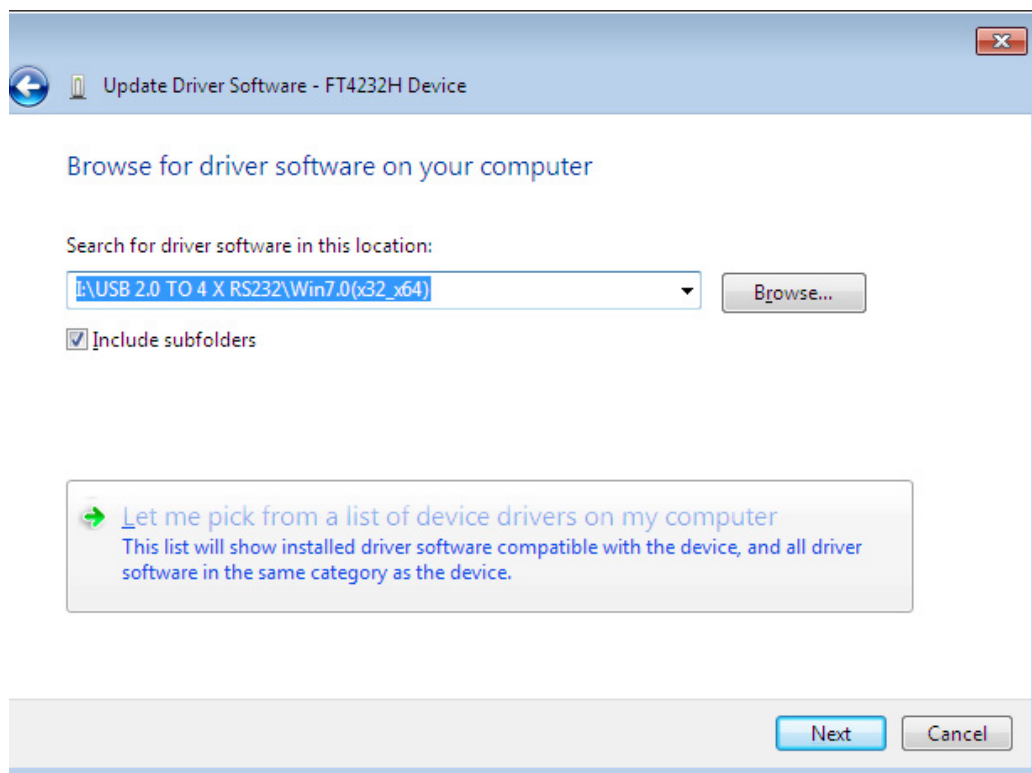 Update Driver Software - FT4232H Device
Browse for driver software on your computer
Search for driver software in this location:
I:\USB 2.0 TO 4 X RS232\Win7.0(x32_x64)
Browse...
Include subfolders
Let me pick from a list of device drivers on my computer
This list will show installed driver software compatible with the device, and all driver
software in the same category as the device.
Next
Cancel